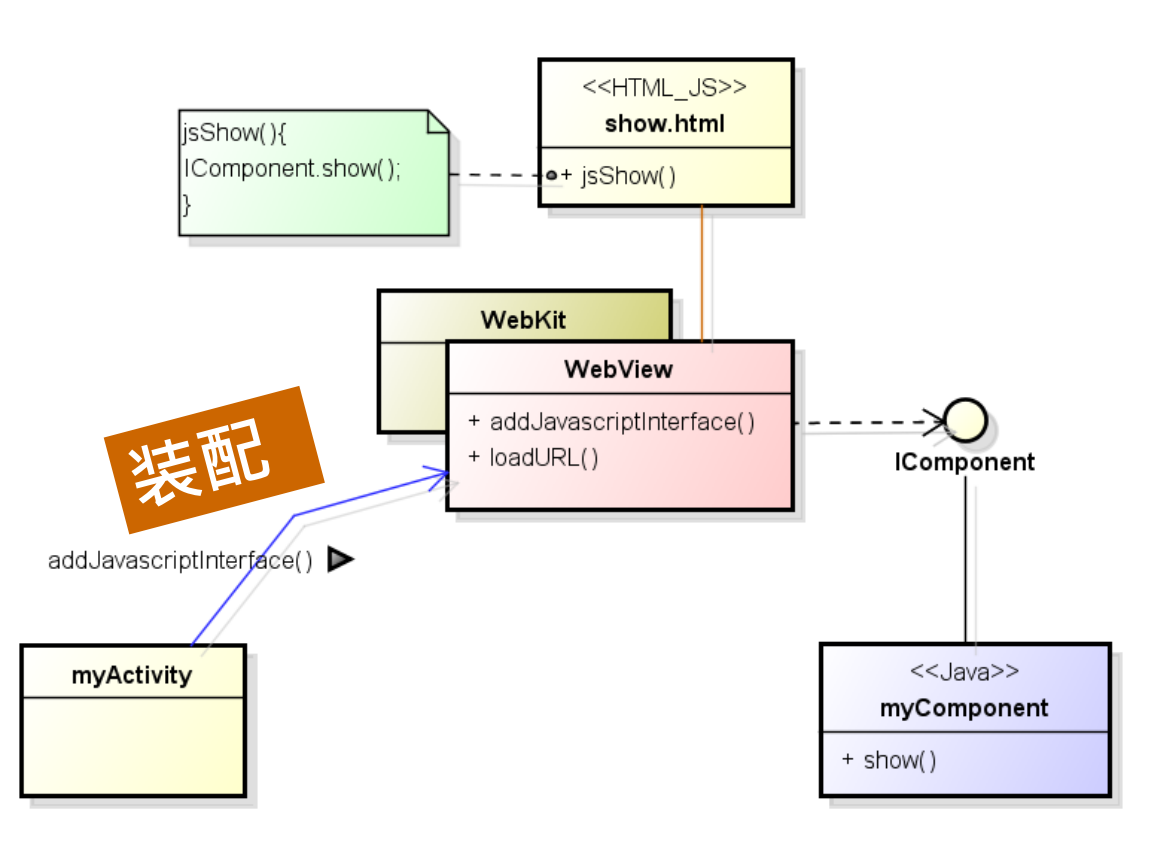 <<HTML_JS>>
show.html
+ jsShow()
jsShow(){
IComponent.show();
}
WebKit
WebView
+ addJavascriptInterface()
+ loadURL()
IComponent
装配
addJavascriptInterface()
myActivity
<<Java>>
myComponent
+ show()